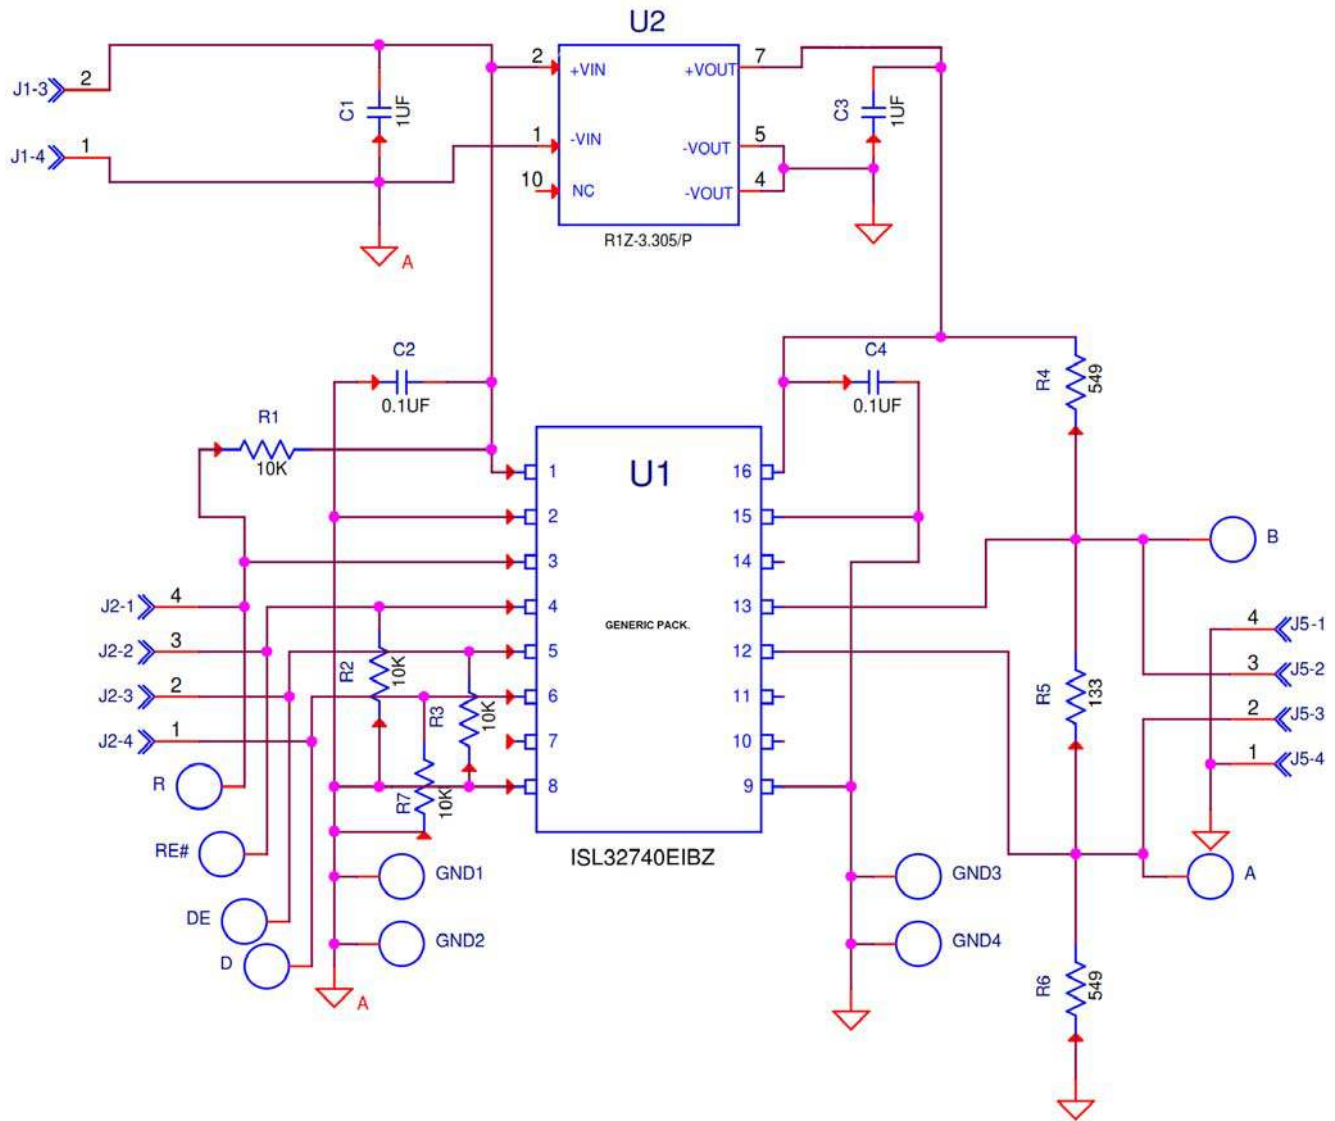 U2
J1-3 2
J1-4 1
C1 1UF
2 +VIN
1 -VIN
10 NC
+VOUT 7
-VOUT 5
-VOUT 4
R1Z-3.305/P
C3 1UF
A
C2
0.1UF
C4
0.1UF
R4 549
R1
10K
U1
1 16
2 15
3 14
4 13
5 12
6 11
7 10
8 9
GENERIC PACK.
ISL32740EIBZ
J2-1 4
J2-2 3
J2-3 2
J2-4 1
R2 10K
R3 10K
R7 10K
R
RE#
DE
D
GND1
GND2
A
GND3
GND4
B
R5 133
4 J5-1
3 J5-2
2 J5-3
1 J5-4
A
R6 549